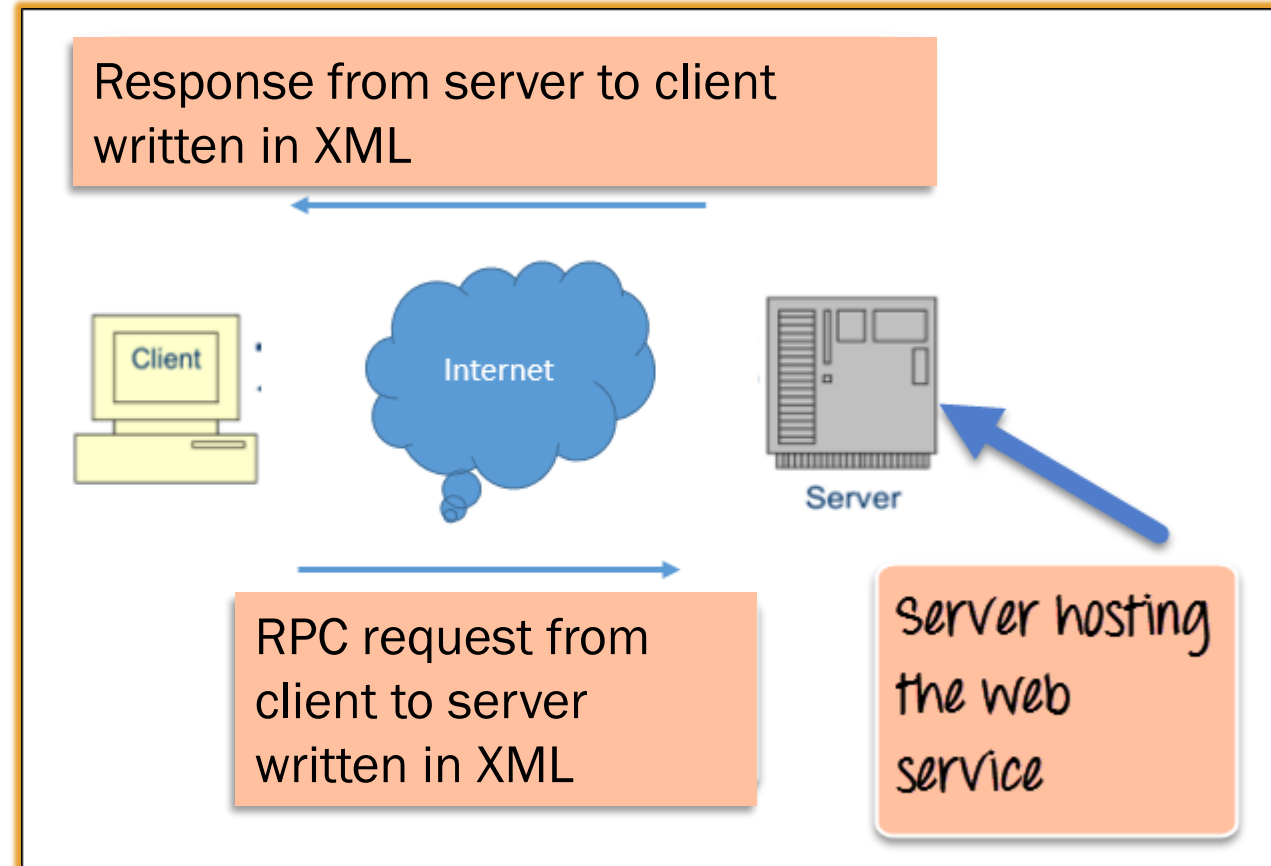 Response from server to client
written in XML
Client
Internet
Server
RPC request from
client to server
written in XML
Server hosting
the web
service